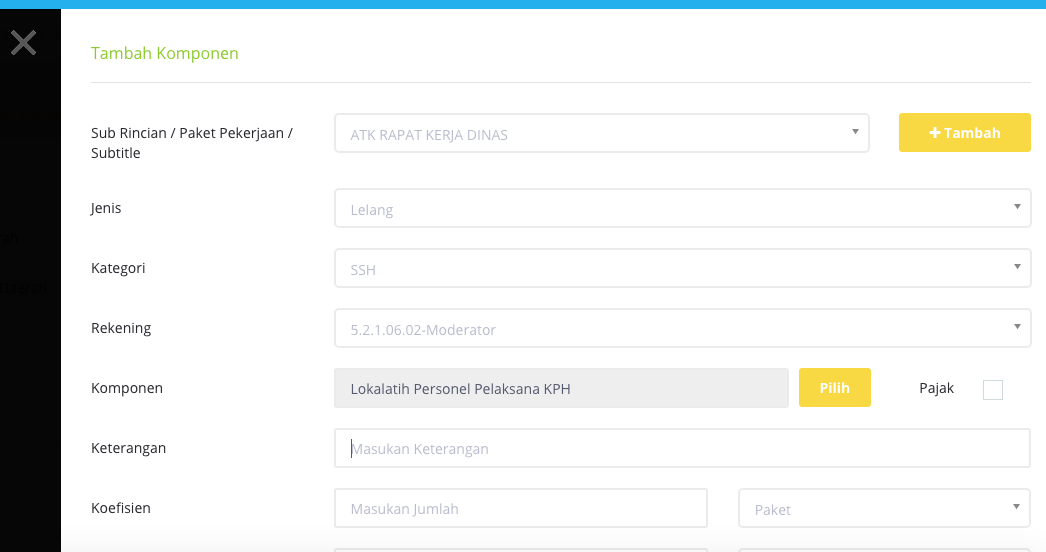 Tambah Komponen
Sub Rincian / Paket Pekerjaan /
Subtitle
ATK RAPAT KERJA DINAS
+ Tambah
Jenis
Lelang
Kategori
SSH
Rekening
5.2.1.06.02-Moderator
Komponen
Lokalatih Personel Pelaksana KPH
Pilih
Pajak
Keterangan
Masukan Keterangan
Koefisien
Masukan Jumlah
Paket